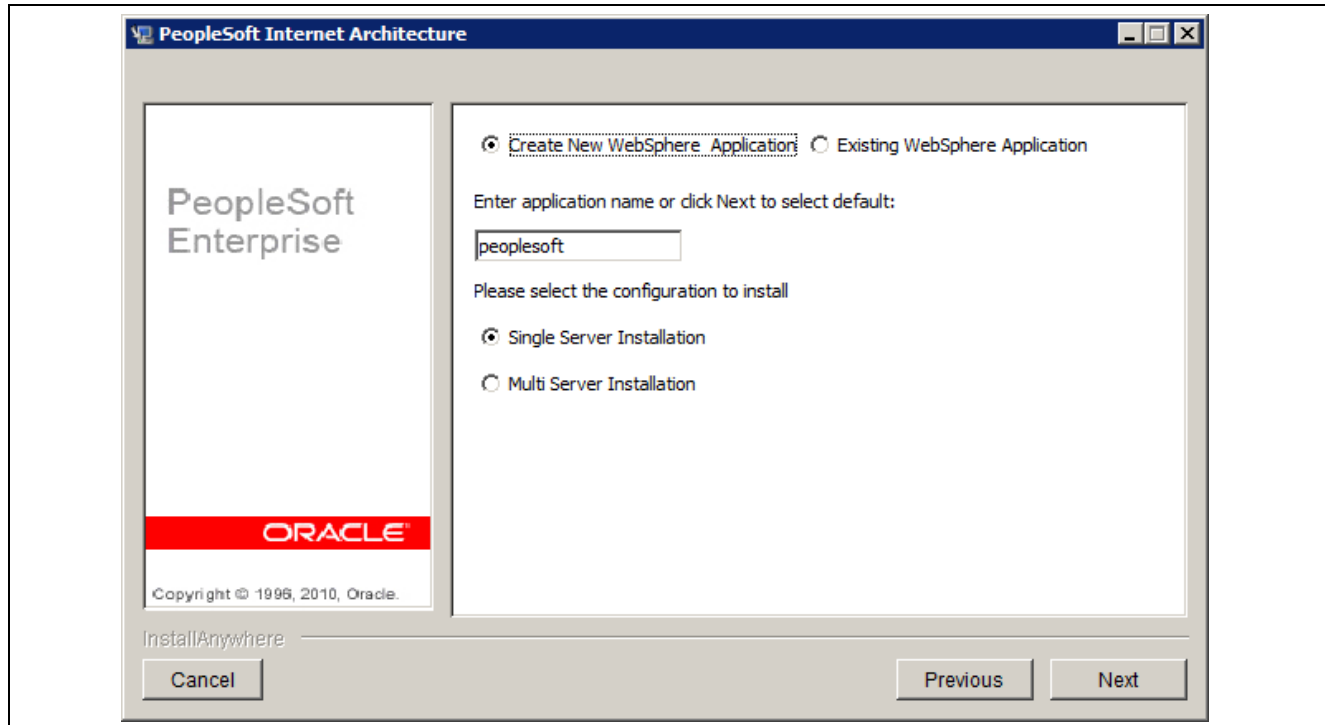 PeopleSoft Internet Architecture
Create New WebSphere Application
Existing WebSphere Application
PeopleSoft
Enterprise
Enter application name or click Next to select default:
peoplesoft
Please select the configuration to install
Single Server Installation
Multi Server Installation
ORACLE
Copyright © 1996, 2010, Oracle.
InstallAnywhere
Cancel
Previous
Next